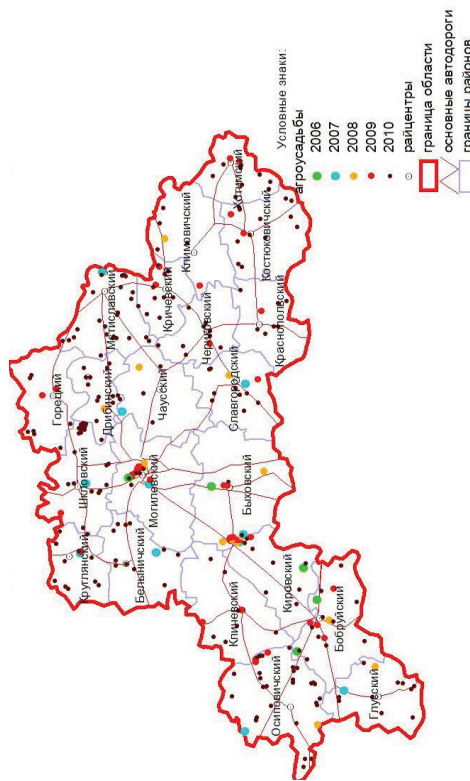 Условные знаки:
агроусадьбы
2006
2007
2008
2009
2010
райцентры
граница области
основные автодороги
границы районов
Горецкий
Мстиславский
Дрибинский
Шкловский
Круглянский
Белыничский
Могилевский
Чаусский
Кричевский
Климовичский
Хотимский
Костюковичский
Чериковский
Краснопольский
Славгородский
Быховский
Кличевский
Кировский
Бобруйский
Осиповичский
Глусский